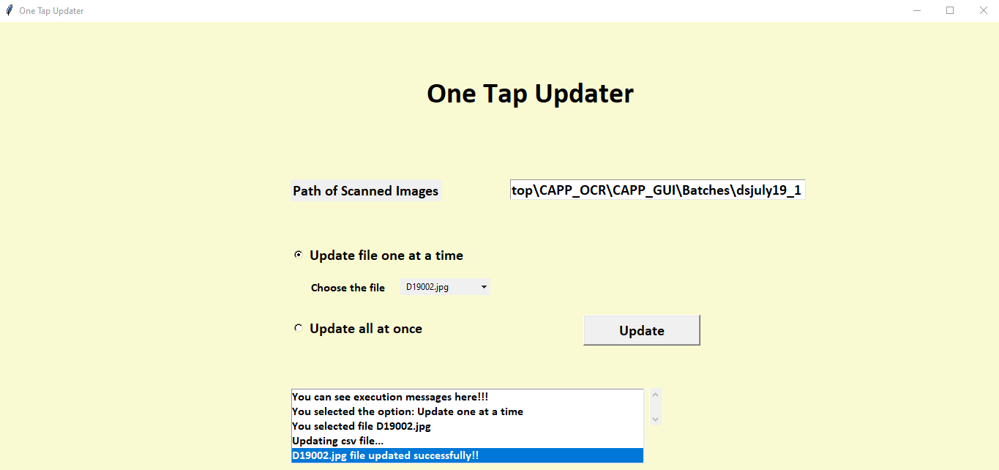 One Tap Updater
One Tap Updater
Path of Scanned Images top\CAPP_OCR\CAPP_GUI\Batches\dsjuly19_1
Update file one at a time
Choose the file D19002.jpg
Update all at once Update
You can see execution messages here!!!
You selected the option: Update one at a time
You selected file D19002.jpg
Updating csv file...
D19002.jpg file updated successfully!!